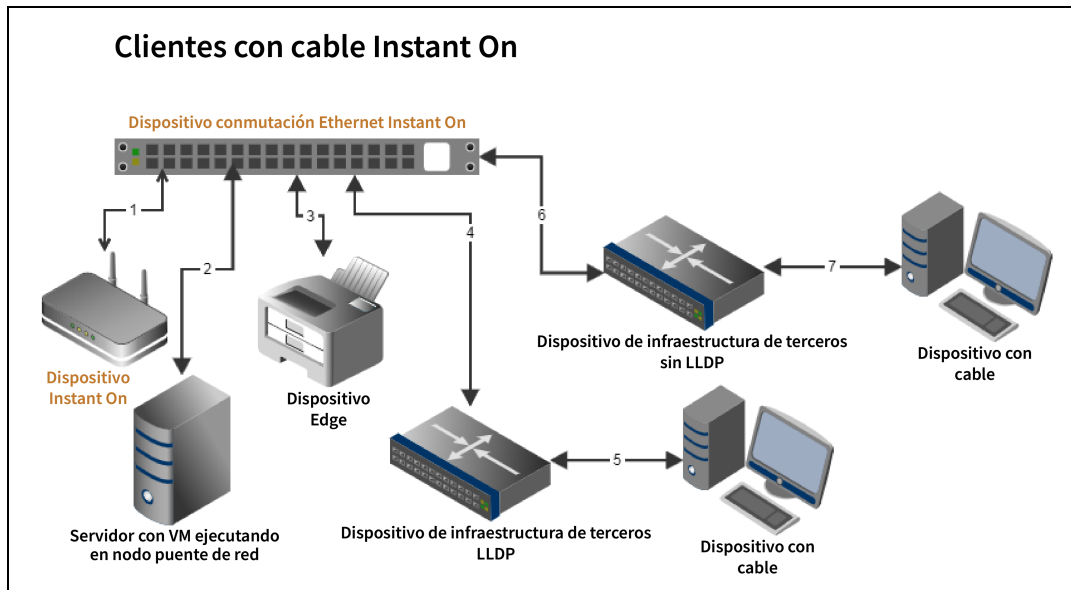 Clientes con cable Instant On
Dispositivo conmutación Ethernet Instant On
1
2
3
4
6
7
Dispositivo
Instant On
Dispositivo
Edge
Dispositivo de infraestructura de terceros
sin LLDP
Dispositivo con
cable
5
Servidor con VM ejecutando
en nodo puente de red
Dispositivo de infraestructura de terceros
LLDP
Dispositivo con
cable